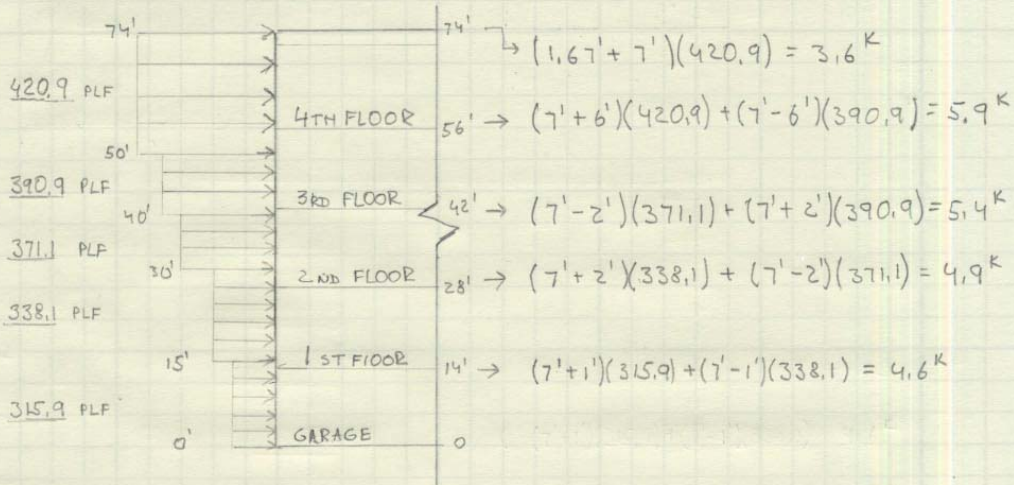 74' 74' → (1.67' + 7')(420.9) = 3.6ᴷ
420.9 PLF
4TH FLOOR 56' → (7'+6')(420.9) + (7'-6')(390.9) = 5.9ᴷ
50'
390.9 PLF
3RD FLOOR 42' → (7'-2')(371.1) + (7'+2')(390.9) = 5.4ᴷ
40'
371.1 PLF
30'
2ND FLOOR 28' → (7'+2')(338.1) + (7'-2')(371.1) = 4.9ᴷ
338.1 PLF
15'
1ST FLOOR 14' → (7'+1')(315.9) + (7'-1')(338.1) = 4.6ᴷ
315.9 PLF
0' GARAGE 0